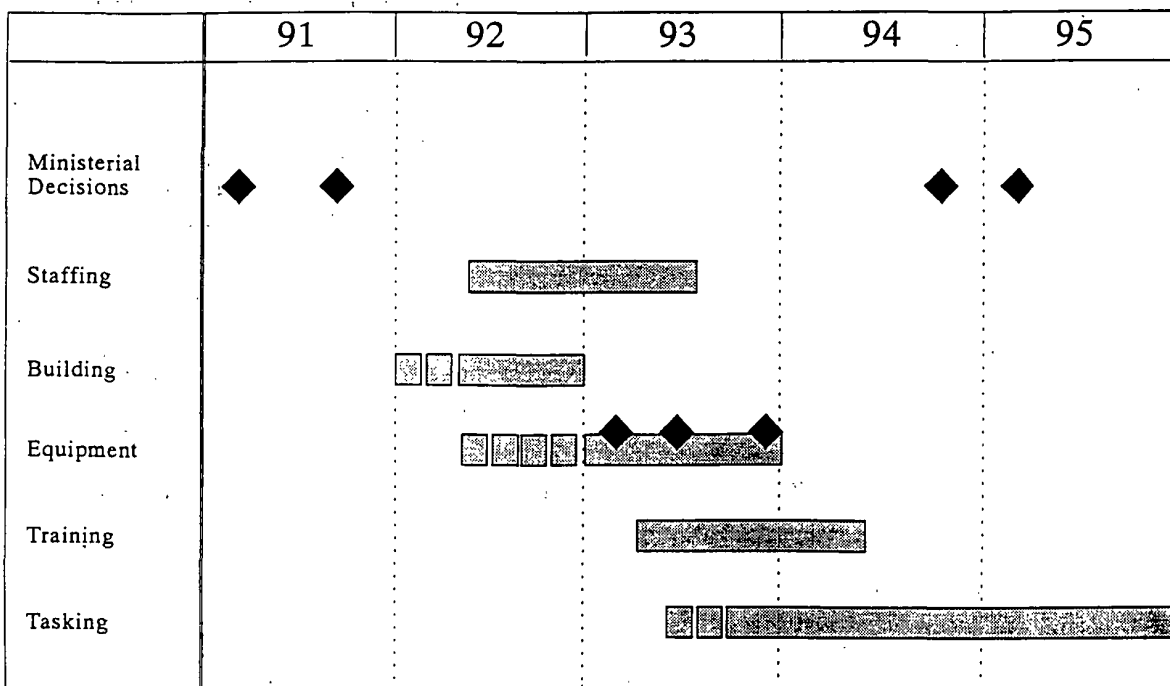 91 92 93 94 95
Ministerial
Decisions
Staffing
Building
Equipment
Training
Tasking